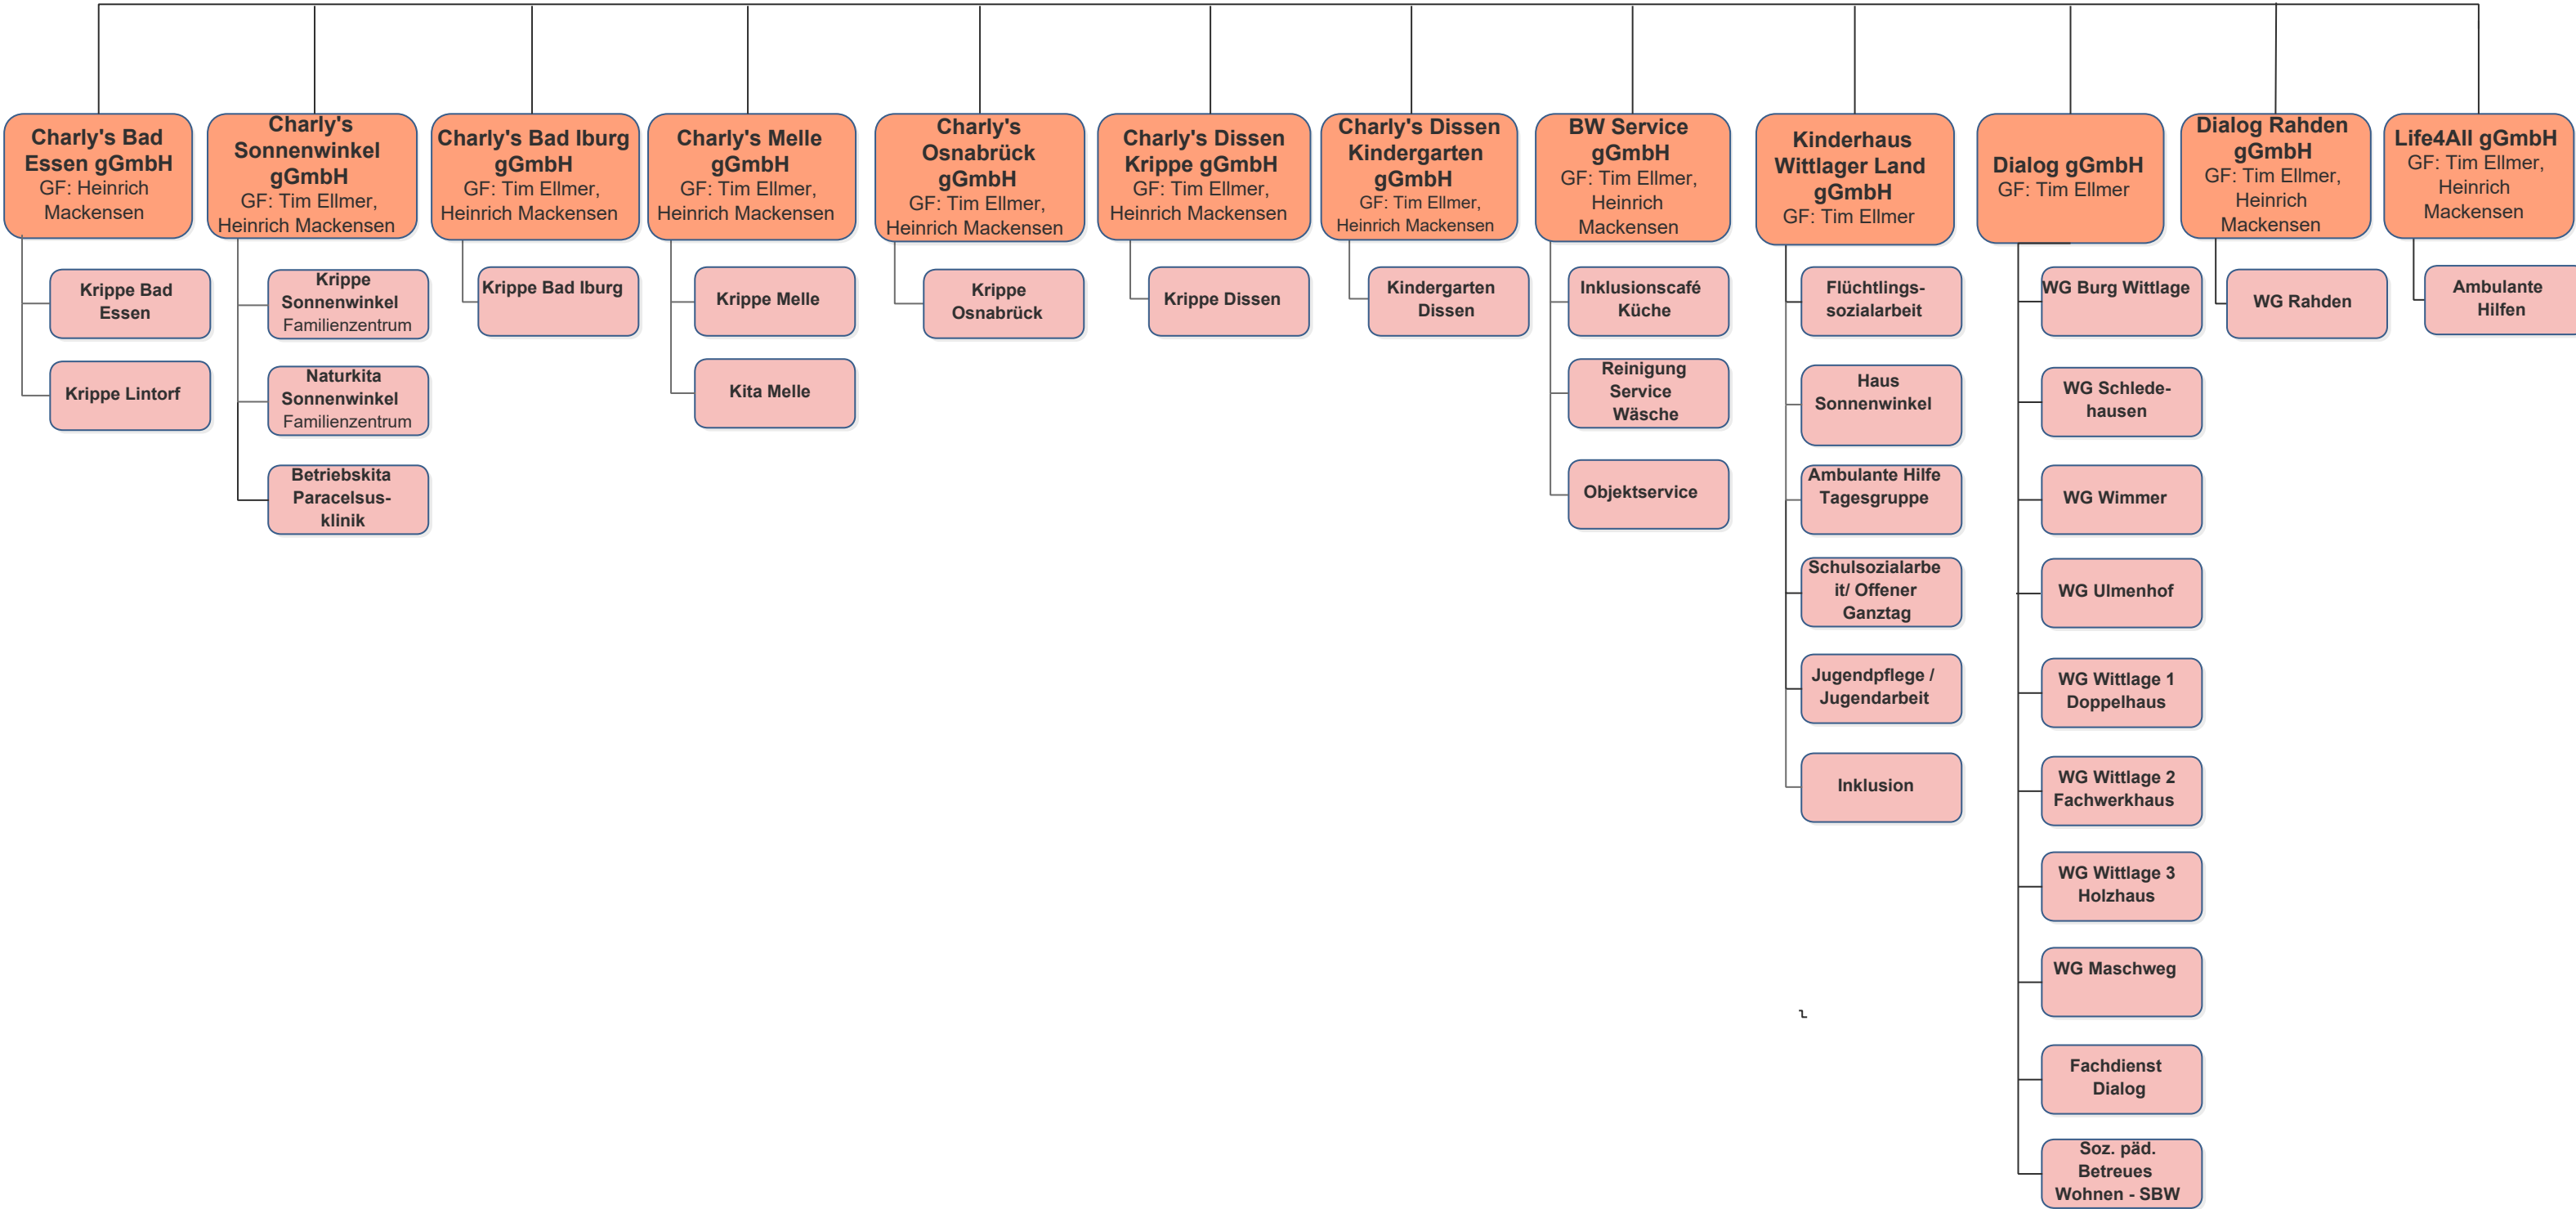 Charly's Bad
Essen gGmbH
GF: Heinrich
Mackensen
Krippe Bad
Essen
Krippe Lintorf
Charly's
Sonnenwinkel
gGmbH
GF: Tim Ellmer,
Heinrich Mackensen
Krippe
Sonnenwinkel
Familienzentrum
Naturkita
Sonnenwinkel
Familienzentrum
Betriebskita
Paracelsus-
klinik
Charly's Bad Iburg
gGmbH
GF: Tim Ellmer,
Heinrich Mackensen
Krippe Bad Iburg
Charly's Melle
gGmbH
GF: Tim Ellmer,
Heinrich Mackensen
Krippe Melle
Kita Melle
Charly's
Osnabrück
gGmbH
GF: Tim Ellmer,
Heinrich Mackensen
Krippe
Osnabrück
Charly's Dissen
Krippe gGmbH
GF: Tim Ellmer,
Heinrich Mackensen
Krippe Dissen
Charly's Dissen
Kindergarten
gGmbH
GF: Tim Ellmer,
Heinrich Mackensen
Kindergarten
Dissen
BW Service
gGmbH
GF: Tim Ellmer,
Heinrich
Mackensen
Inklusionscafé
Küche
Reinigung
Service
Wäsche
Objektservice
Kinderhaus
Wittlager Land
gGmbH
GF: Tim Ellmer
Flüchtlings-
sozialarbeit
Haus
Sonnenwinkel
Ambulante Hilfe
Tagesgruppe
Schulsozialarbe
it/ Offener
Ganztag
Jugendpflege /
Jugendarbeit
Inklusion
Dialog gGmbH
GF: Tim Ellmer
WG Burg Wittlage
WG Schlede-
hausen
WG Wimmer
WG Ulmenhof
WG Wittlage 1
Doppelhaus
WG Wittlage 2
Fachwerkhaus
WG Wittlage 3
Holzhaus
WG Maschweg
Fachdienst
Dialog
Soz. päd.
Betreues
Wohnen - SBW
Dialog Rahden
gGmbH
GF: Tim Ellmer,
Heinrich
Mackensen
WG Rahden
Life4All gGmbH
GF: Tim Ellmer,
Heinrich
Mackensen
Ambulante
Hilfen